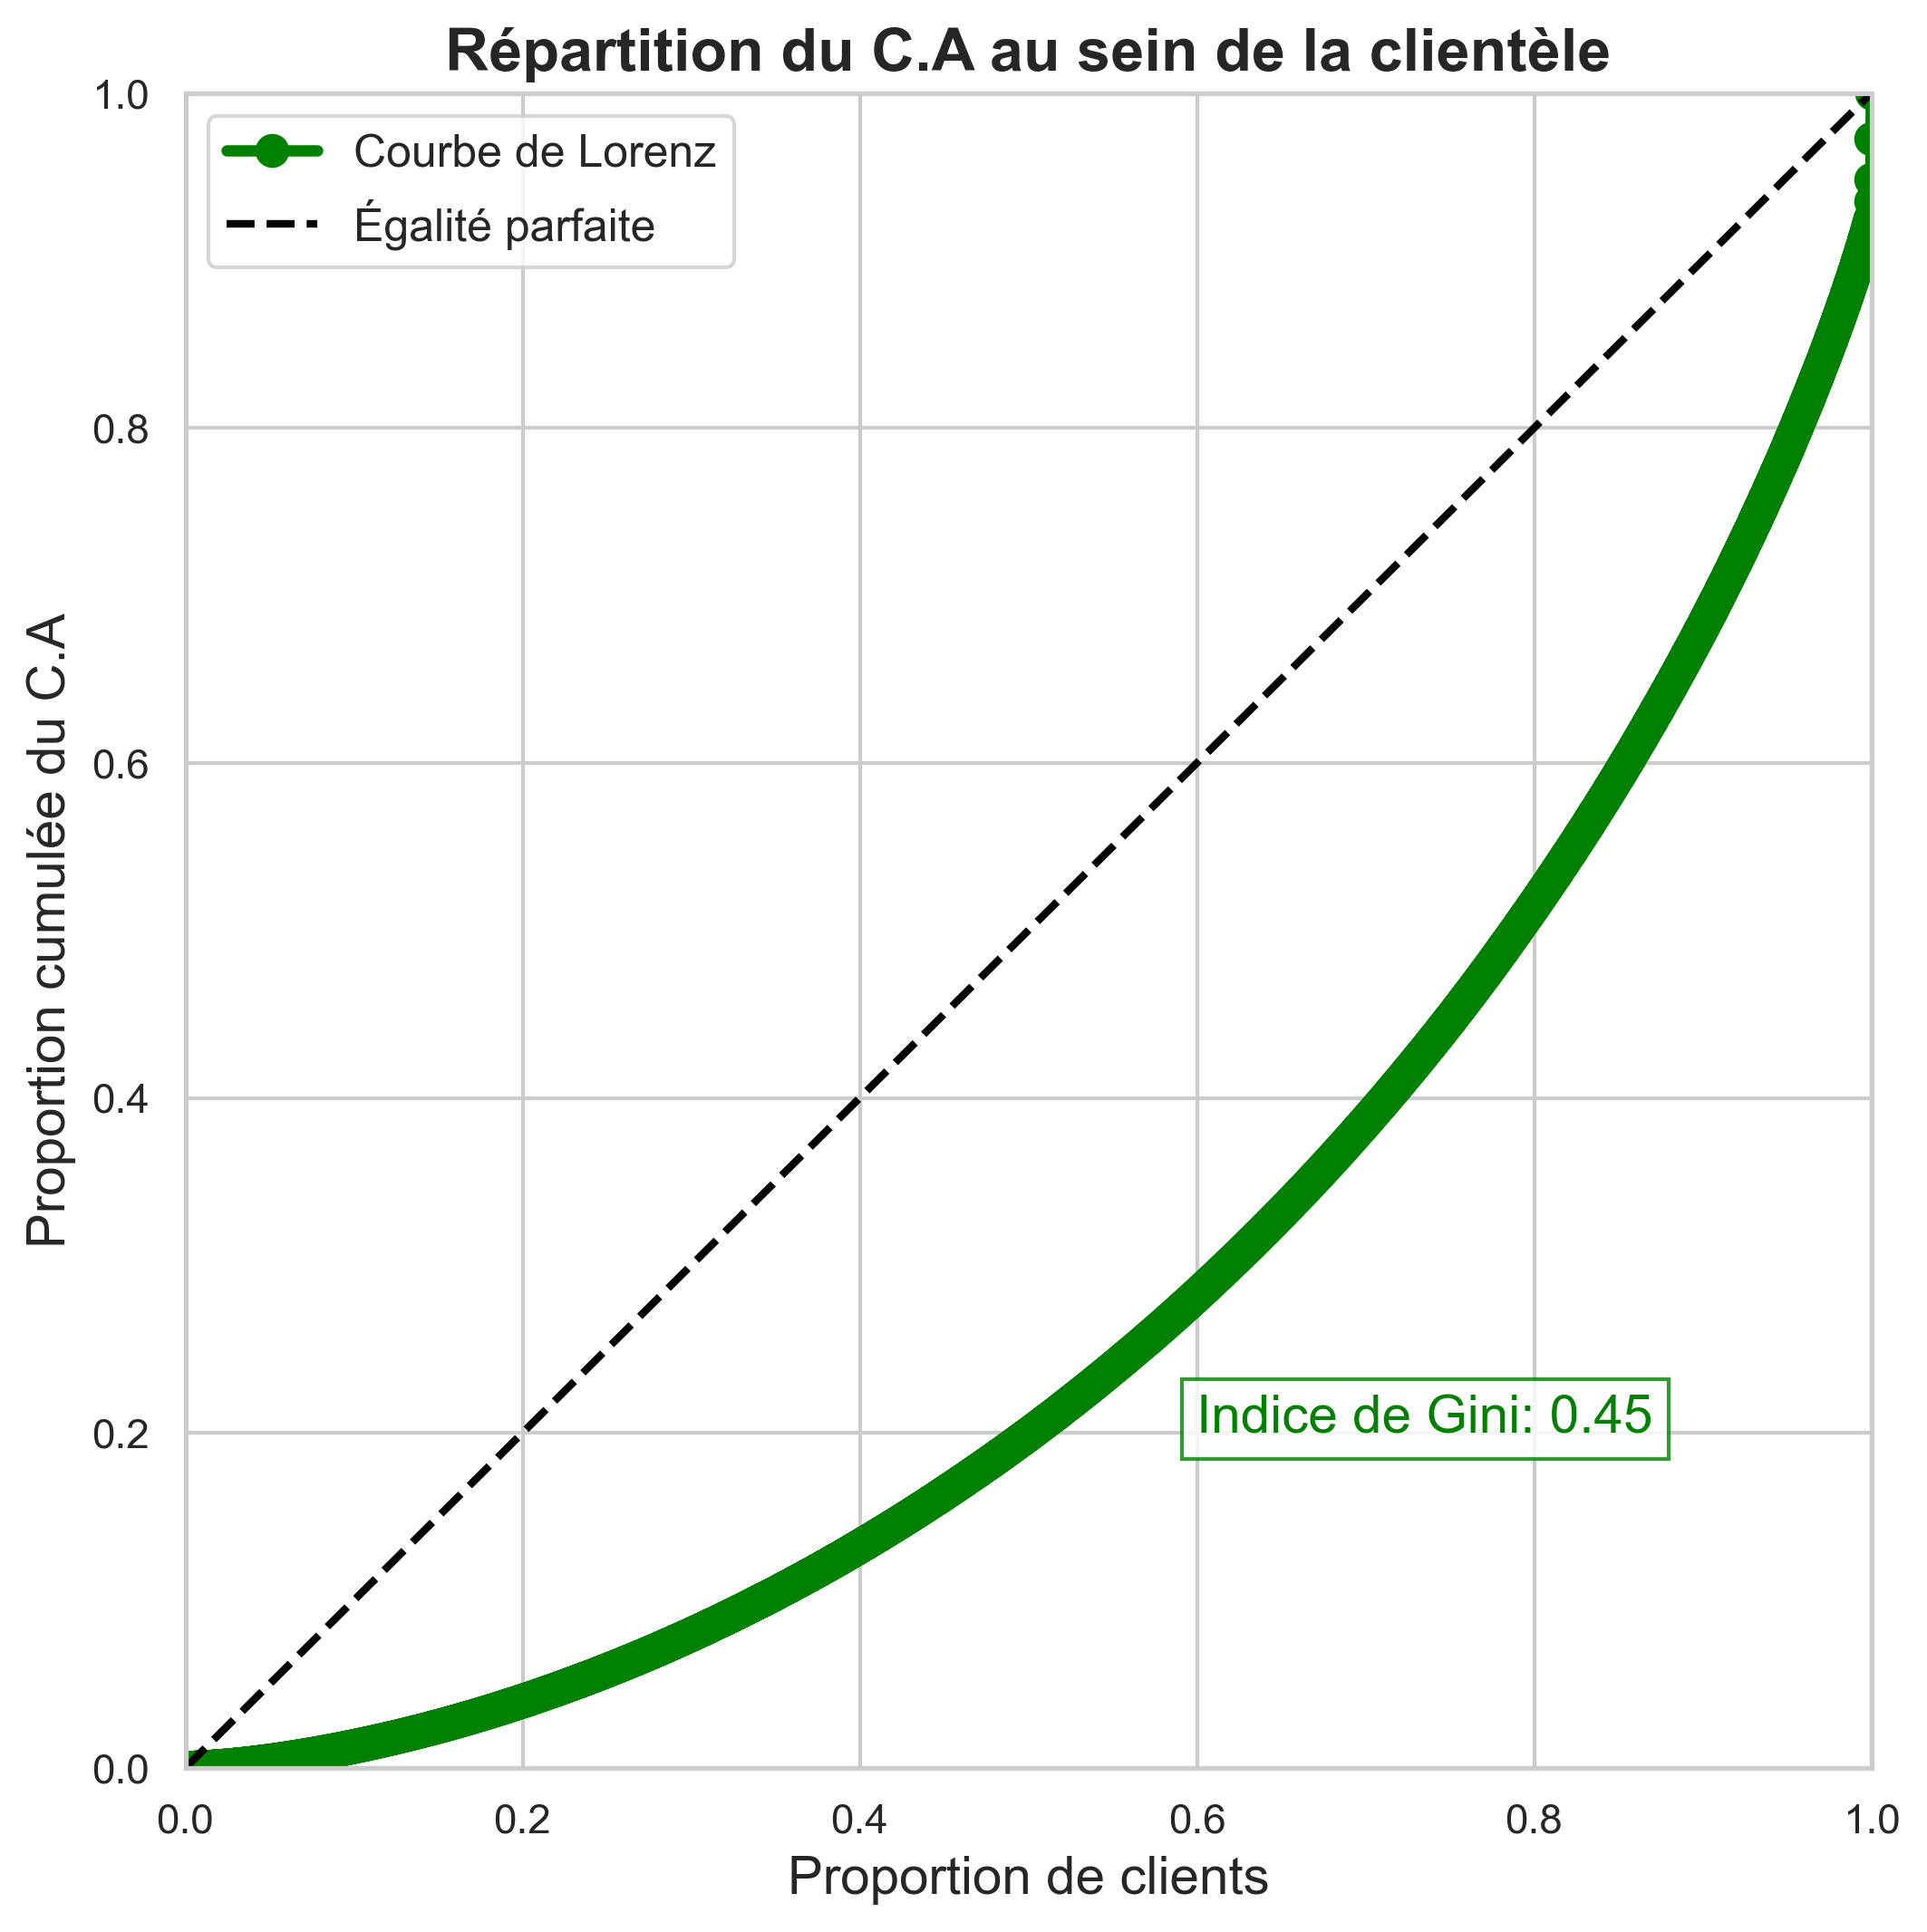 Répartition du C.A au sein de la clientèle
Courbe de Lorenz
Égalité parfaite
Proportion cumulée du C.A
1.0
0.8
0.6
0.4
0.2
0.0
Indice de Gini: 0.45
0.0 0.2 0.4 0.6 0.8 1.0
Proportion de clients